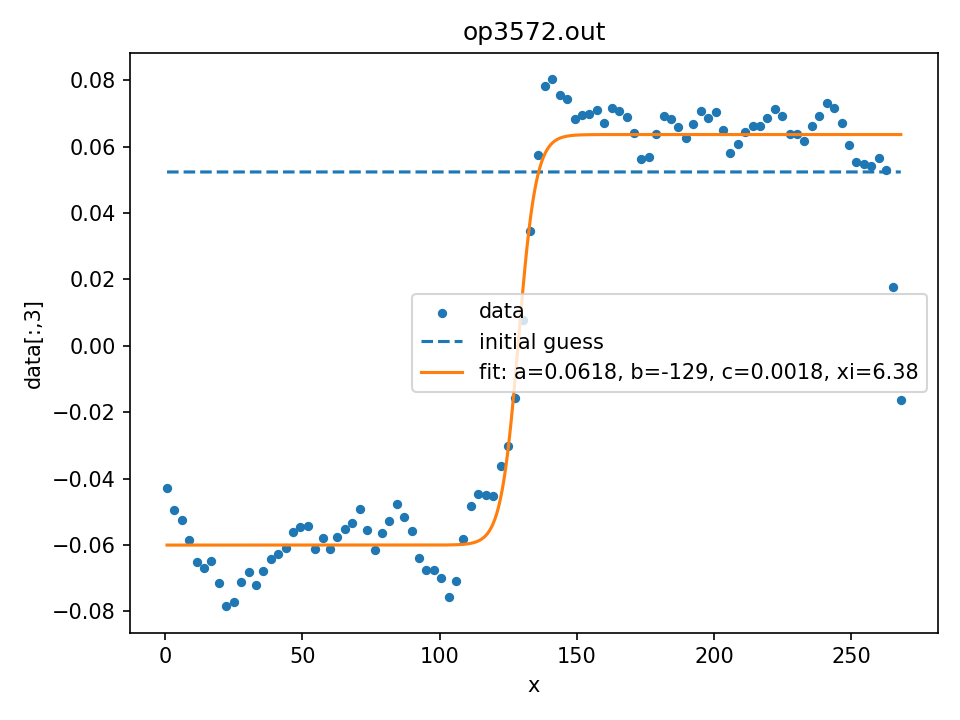 op3572.out
data[:,3]
0.08
0.06
0.04
0.02
0.00
−0.02
−0.04
−0.06
−0.08
data
initial guess
fit: a=0.0618, b=-129, c=0.0018, xi=6.38
0 50 100 150 200 250
x